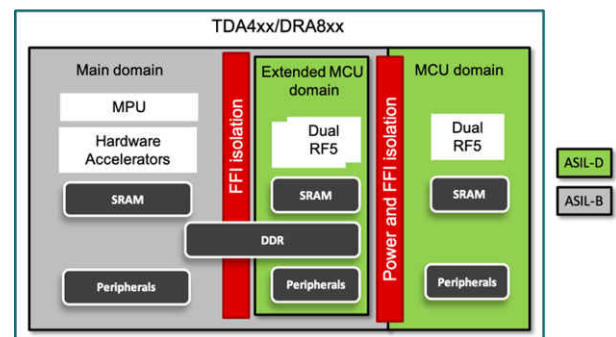 TDA4xx/DRA8xx
Main domain
MPU
Hardware
Accelerators
SRAM
Peripherals
FFI isolation
Extended MCU
domain
Dual
RF5
SRAM
DDR
Peripherals
Power and FFI isolation
MCU domain
Dual
RF5
SRAM
Peripherals
ASIL-D
ASIL-B